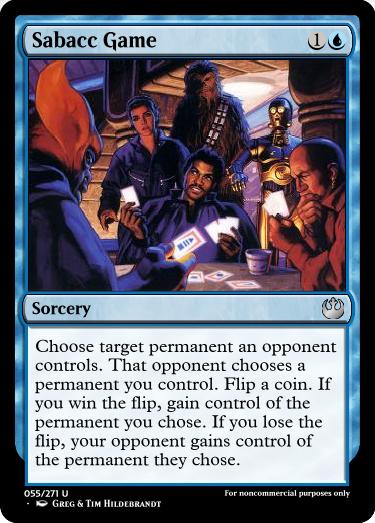 Sabacc Game 1
Sorcery
Choose target permanent an opponent
controls. That opponent chooses a
permanent you control. Flip a coin. If
you win the flip, gain control of the
permanent you chose. If you lose the
flip, your opponent gains control of
the permanent they chose.
055/271 U
For noncommercial purposes only
· Greg & Tim Hildebrandt